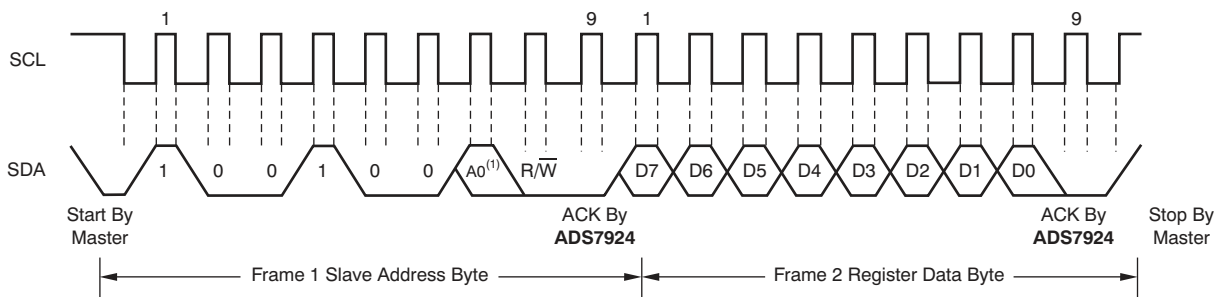 1 9 1 9
SCL
SDA
1 0 0 1 0 0 A0(1) R/W D7 D6 D5 D4 D3 D2 D1 D0
Start By
Master
ACK By
ADS7924
ACK By
ADS7924
Stop By
Master
Frame 1 Slave Address Byte
Frame 2 Register Data Byte